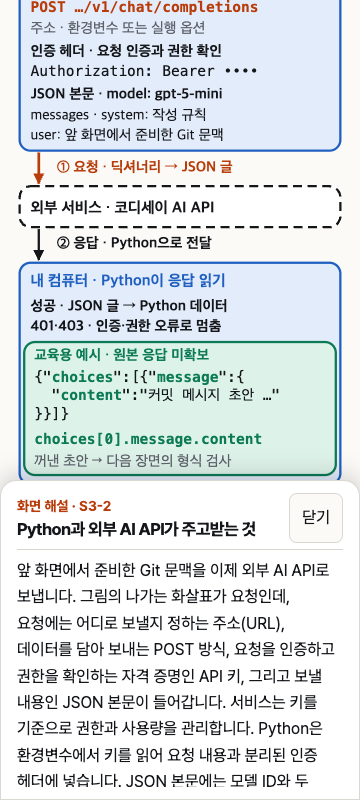 POST …/v1/chat/completions
주소 · 환경변수 또는 실행 옵션
인증 헤더 · 요청 인증과 권한 확인
Authorization: Bearer ••••
JSON 본문 · model: gpt-5-mini
messages · system: 작성 규칙
user: 앞 화면에서 준비한 Git 문맥
① 요청 · 딕셔너리 → JSON 글
외부 서비스 · 코디세이 AI API
② 응답 · Python으로 전달
내 컴퓨터 · Python이 응답 읽기
성공 · JSON 글 → Python 데이터
401·403 · 인증·권한 오류로 멈춤
교육용 예시 · 원본 응답 미확보
{"choices":[{"message":{
"content":"커밋 메시지 초안 …"
}}]}
choices[0].message.content
꺼낸 초안 → 다음 장면의 형식 검사
화면 해설 · S3-2
Python과 외부 AI API가 주고받는 것
닫기
앞 화면에서 준비한 Git 문맥을 이제 외부 AI API로
보냅니다. 그림의 나가는 화살표가 요청인데,
요청에는 어디로 보낼지 정하는 주소(URL),
데이터를 담아 보내는 POST 방식, 요청을 인증하고
권한을 확인하는 자격 증명인 API 키, 그리고 보낼
내용인 JSON 본문이 들어갑니다. 서비스는 키를
기준으로 권한과 사용량을 관리합니다. Python은
환경변수에서 키를 읽어 요청 내용과 분리된 인증
헤더에 넣습니다. JSON 본문에는 모델 ID와 두